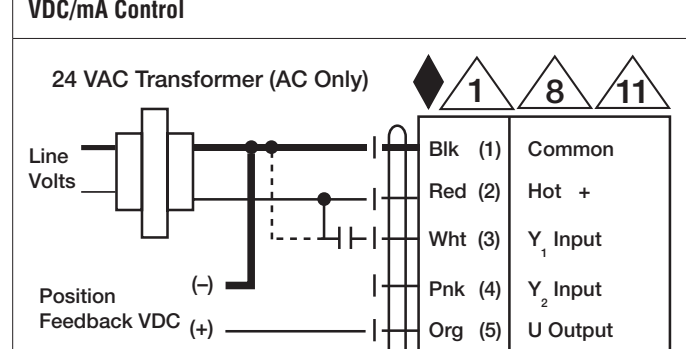 VDC/mA Control
24 VAC Transformer (AC Only)
1 8 11
Line
Volts
Blk (1) Common
Red (2) Hot +
Wht (3) Y1 Input
Pnk (4) Y2 Input
Org (5) U Output
Position
Feedback VDC
(–)
(+)